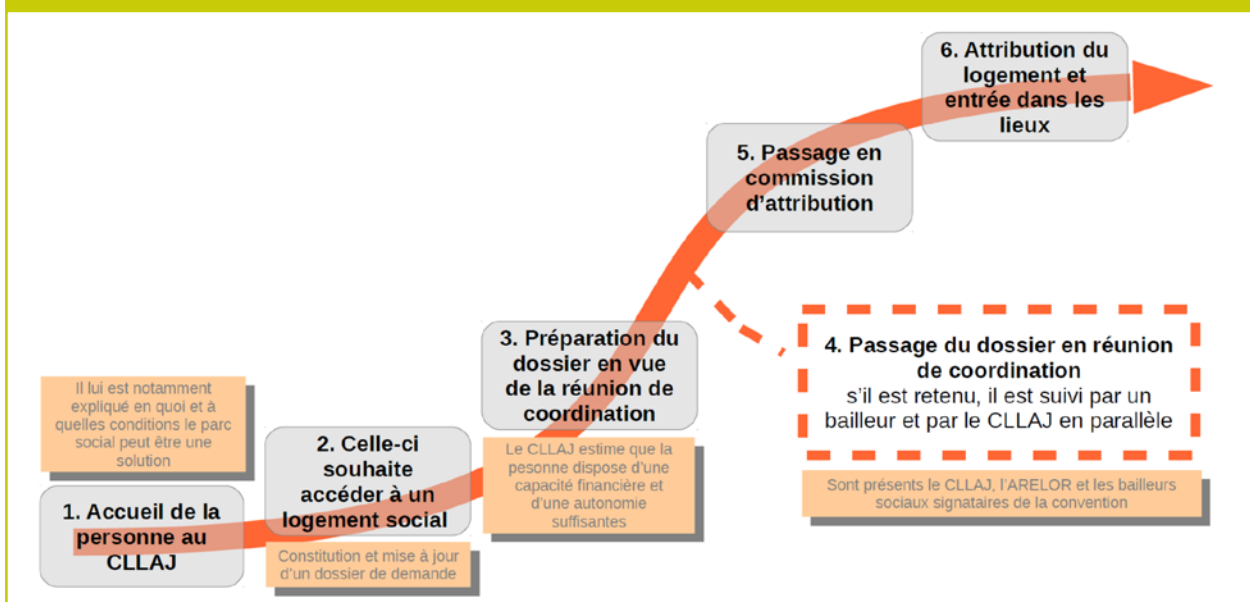 Il lui est notamment
expliqué en quoi et à
quelles conditions le parc
social peut être une
solution
1. Accueil de la
personne au
CLLAJ
2. Celle-ci
souhaite
accéder à un
logement social
Constitution et mise à jour
d'un dossier de demande
3. Préparation du
dossier en vue
de la réunion de
coordination
Le CLLAJ estime que la
pesonne dispose d'une
capacité financière et
d'une autonomie
suffisantes
4. Passage du dossier en réunion
de coordination
s'il est retenu, il est suivi par un
bailleur et par le CLLAJ en parallèle
Sont présents le CLLAJ, l'ARELOR et les bailleurs
sociaux signataires de la convention
5. Passage en
commission
d'attribution
6. Attribution du
logement et
entrée dans les
lieux